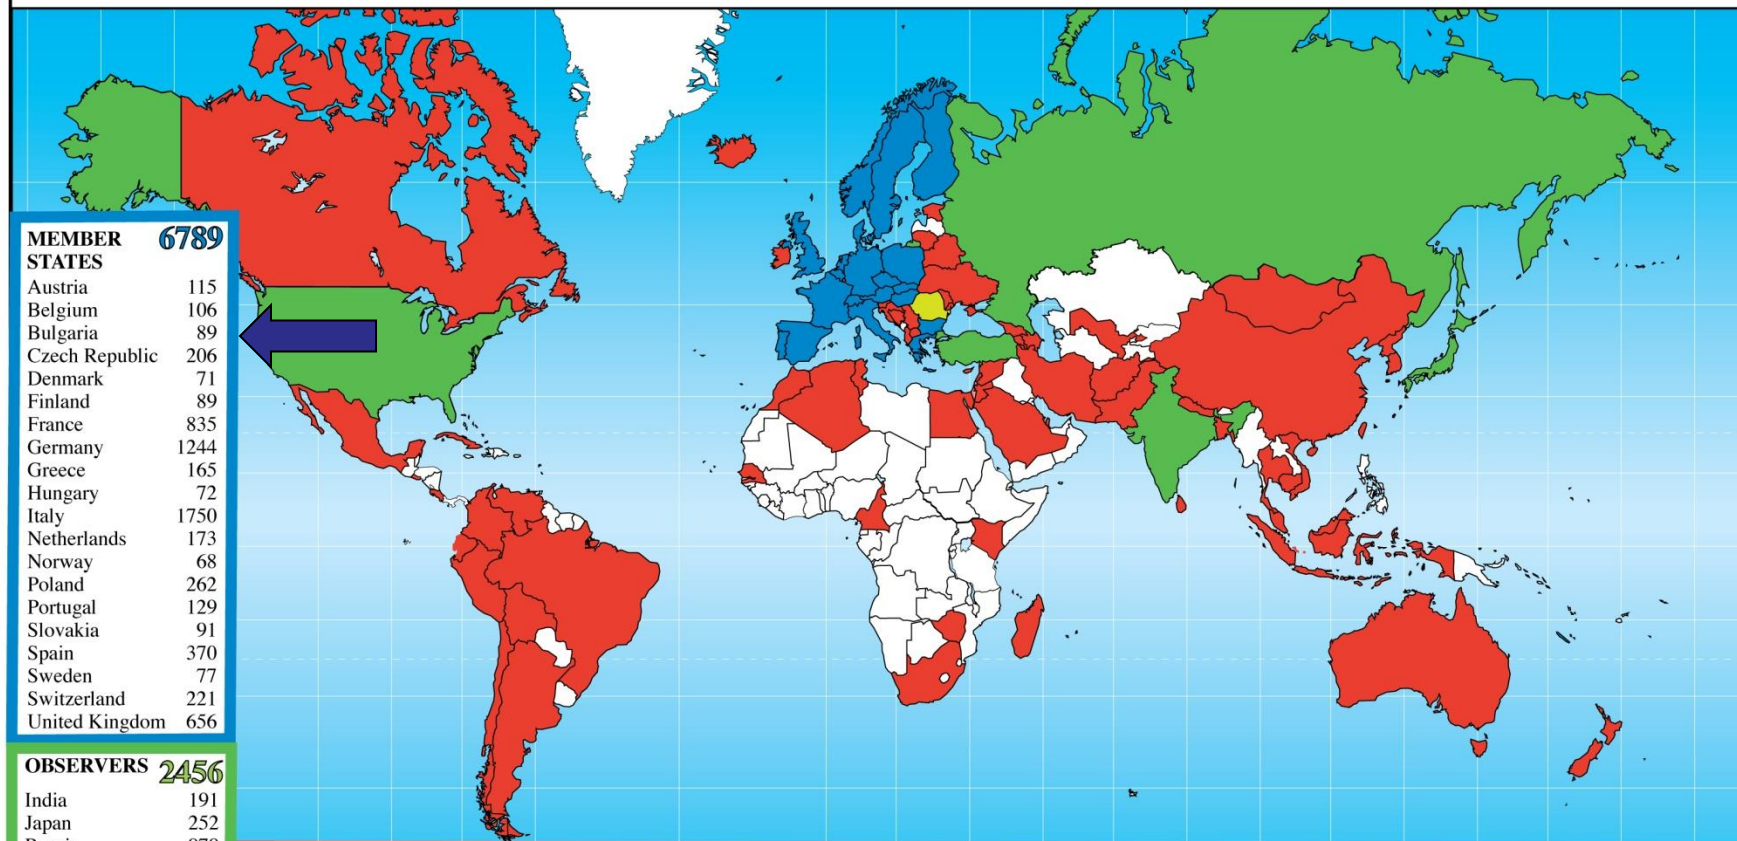 MEMBER 6789
STATES
Austria 115
Belgium 106
Bulgaria 89
Czech Republic 206
Denmark 71
Finland 89
France 835
Germany 1244
Greece 165
Hungary 72
Italy 1750
Netherlands 173
Norway 68
Poland 262
Portugal 129
Slovakia 91
Spain 370
Sweden 77
Switzerland 221
United Kingdom 656
OBSERVERS 2456
India 191
Japan 252